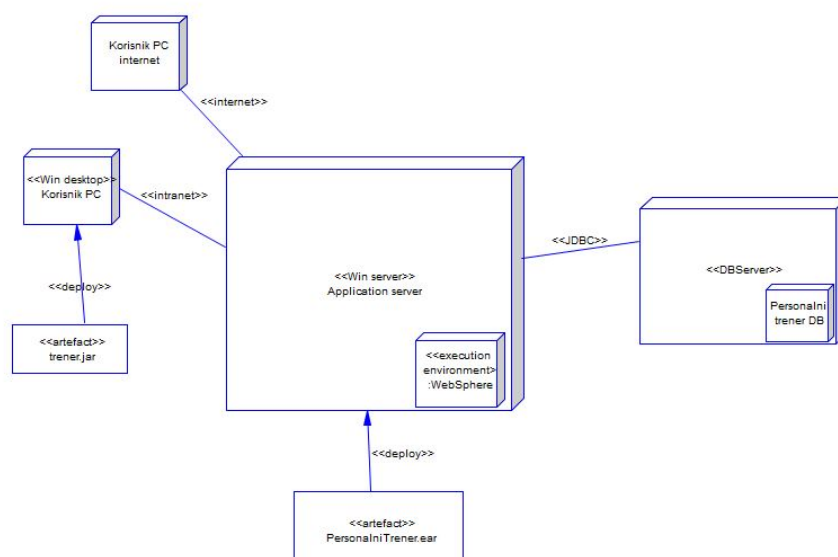 Korisnik PC
internet
<<internet>>
<<Win desktop>>
Korisnik PC
<<intranet>>
<<deploy>>
<<artefact>>
trener.jar
<<Win server>>
Application server
<<execution
environment>
:WebSphere
<<deploy>>
<<artefact>>
PersonalniTrener.ear
<<JDBC>>
<<DBServer>>
Personalni
trener DB